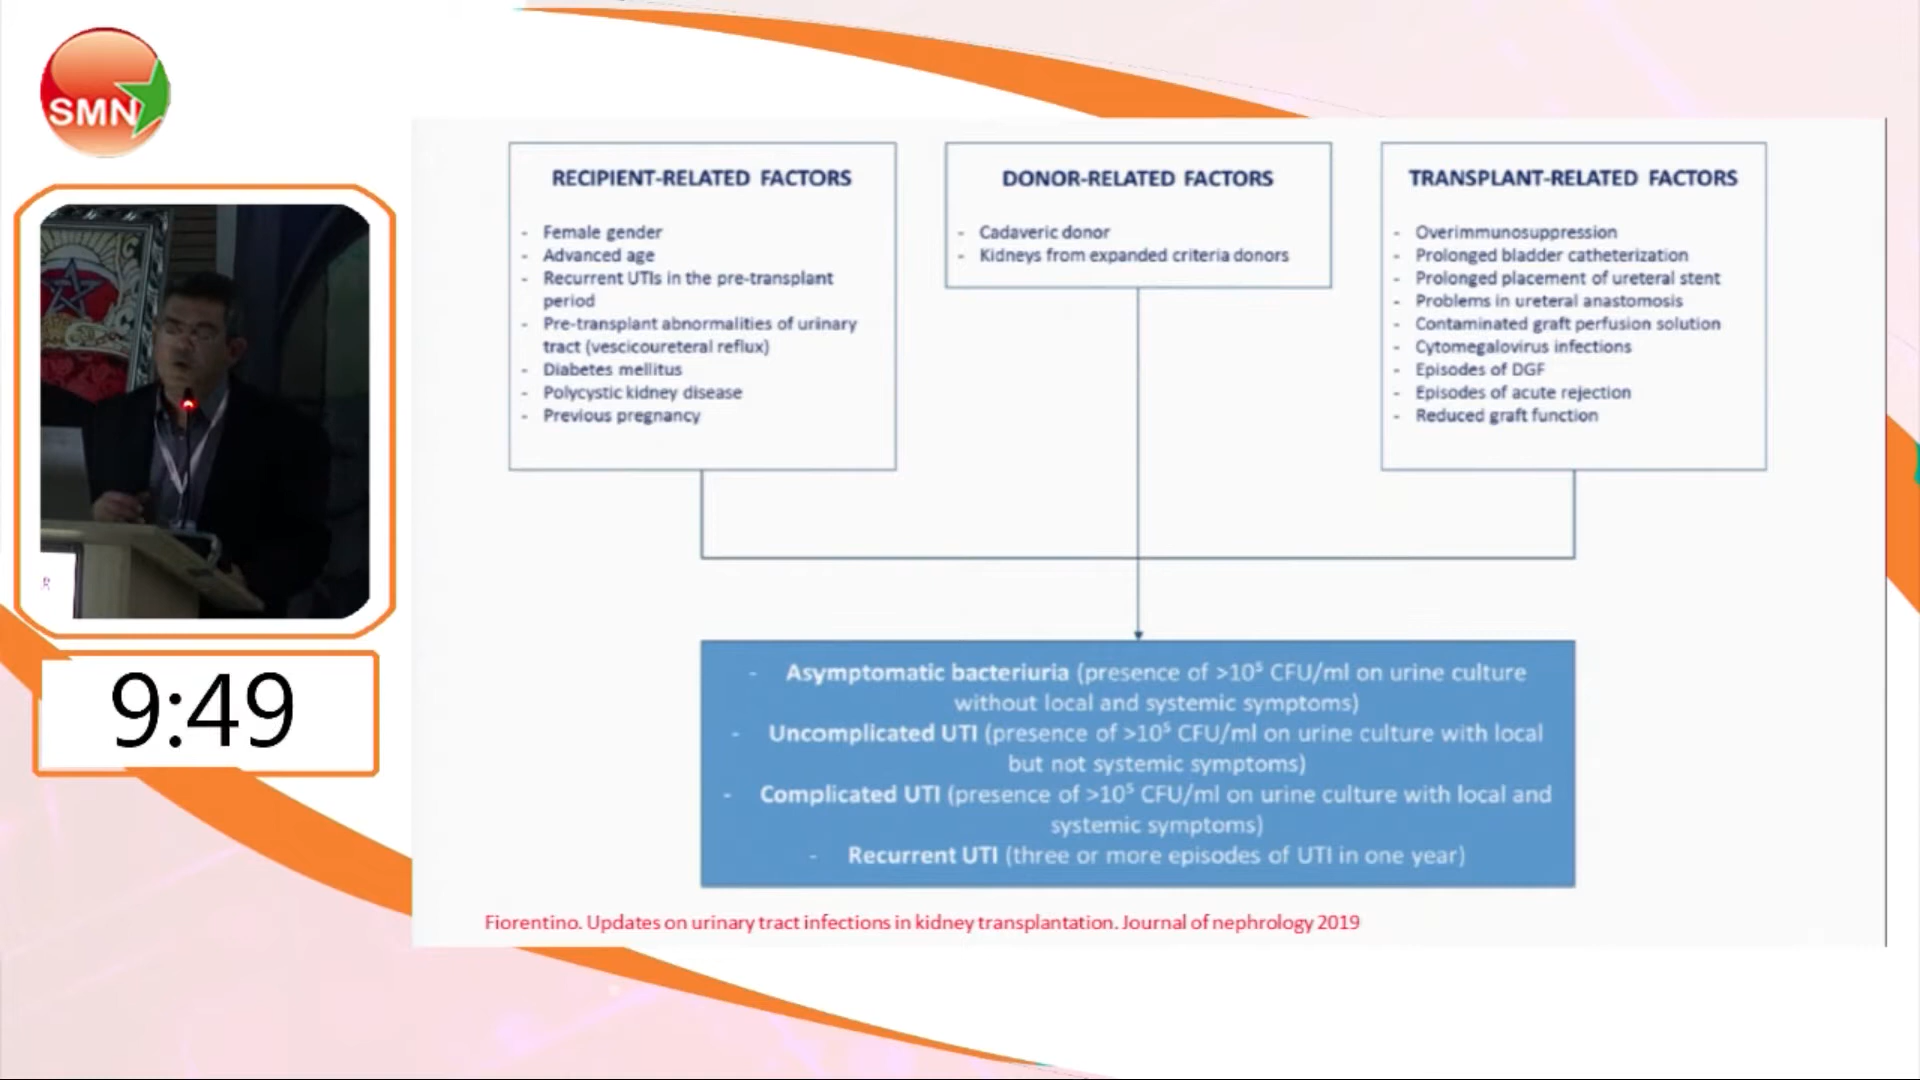 SMN
RECIPIENT-RELATED FACTORS
- Female gender
- Advanced age
- Recurrent UTIs in the pre-transplant
period
- Pre-transplant abnormalities of urinary
tract (vescicoureteral reflux)
- Diabetes mellitus
- Polycystic kidney disease
- Previous pregnancy
DONOR-RELATED FACTORS
- Cadaveric donor
- Kidneys from expanded criteria donors
TRANSPLANT-RELATED FACTORS
- Overimmunosuppression
- Prolonged bladder catheterization
- Prolonged placement of ureteral stent
- Problems in ureteral anastomosis
- Contaminated graft perfusion solution
- Cytomegalovirus infections
- Episodes of DGF
- Episodes of acute rejection
- Reduced graft function
- Asymptomatic bacteriuria (presence of >10⁵ CFU/ml on urine culture
without local and systemic symptoms)
- Uncomplicated UTI (presence of >10⁵ CFU/ml on urine culture with local
but not systemic symptoms)
- Complicated UTI (presence of >10⁵ CFU/ml on urine culture with local and
systemic symptoms)
- Recurrent UTI (three or more episodes of UTI in one year)
Fiorentino. Updates on urinary tract infections in kidney transplantation. Journal of nephrology 2019
R
9:49